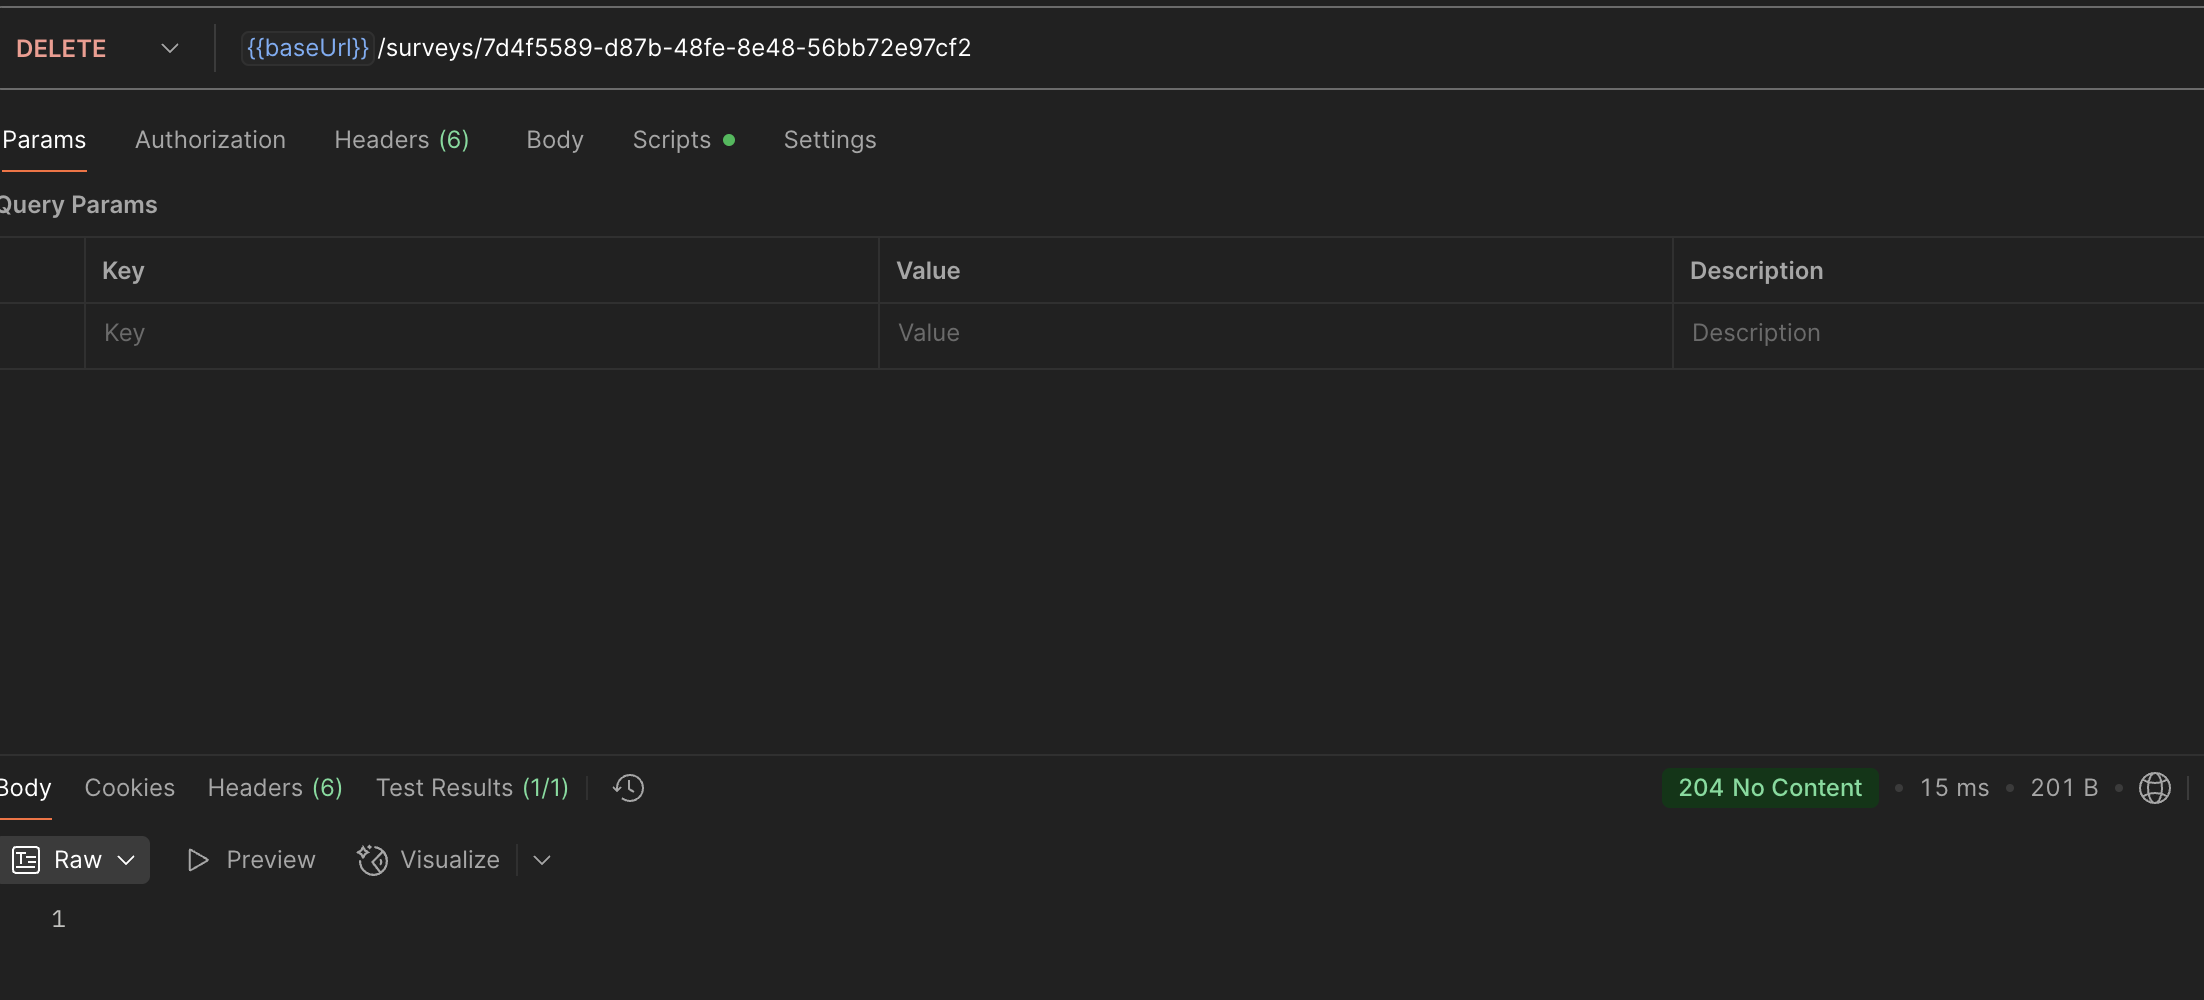 DELETE {{baseUrl}}/surveys/7d4f5589-d87b-48fe-8e48-56bb72e97cf2
Params Authorization Headers (6) Body Scripts Settings
Query Params
Key Value Description
Key Value Description
Body Cookies Headers (6) Test Results (1/1) 204 No Content • 15 ms • 201 B •
Raw Preview Visualize
1